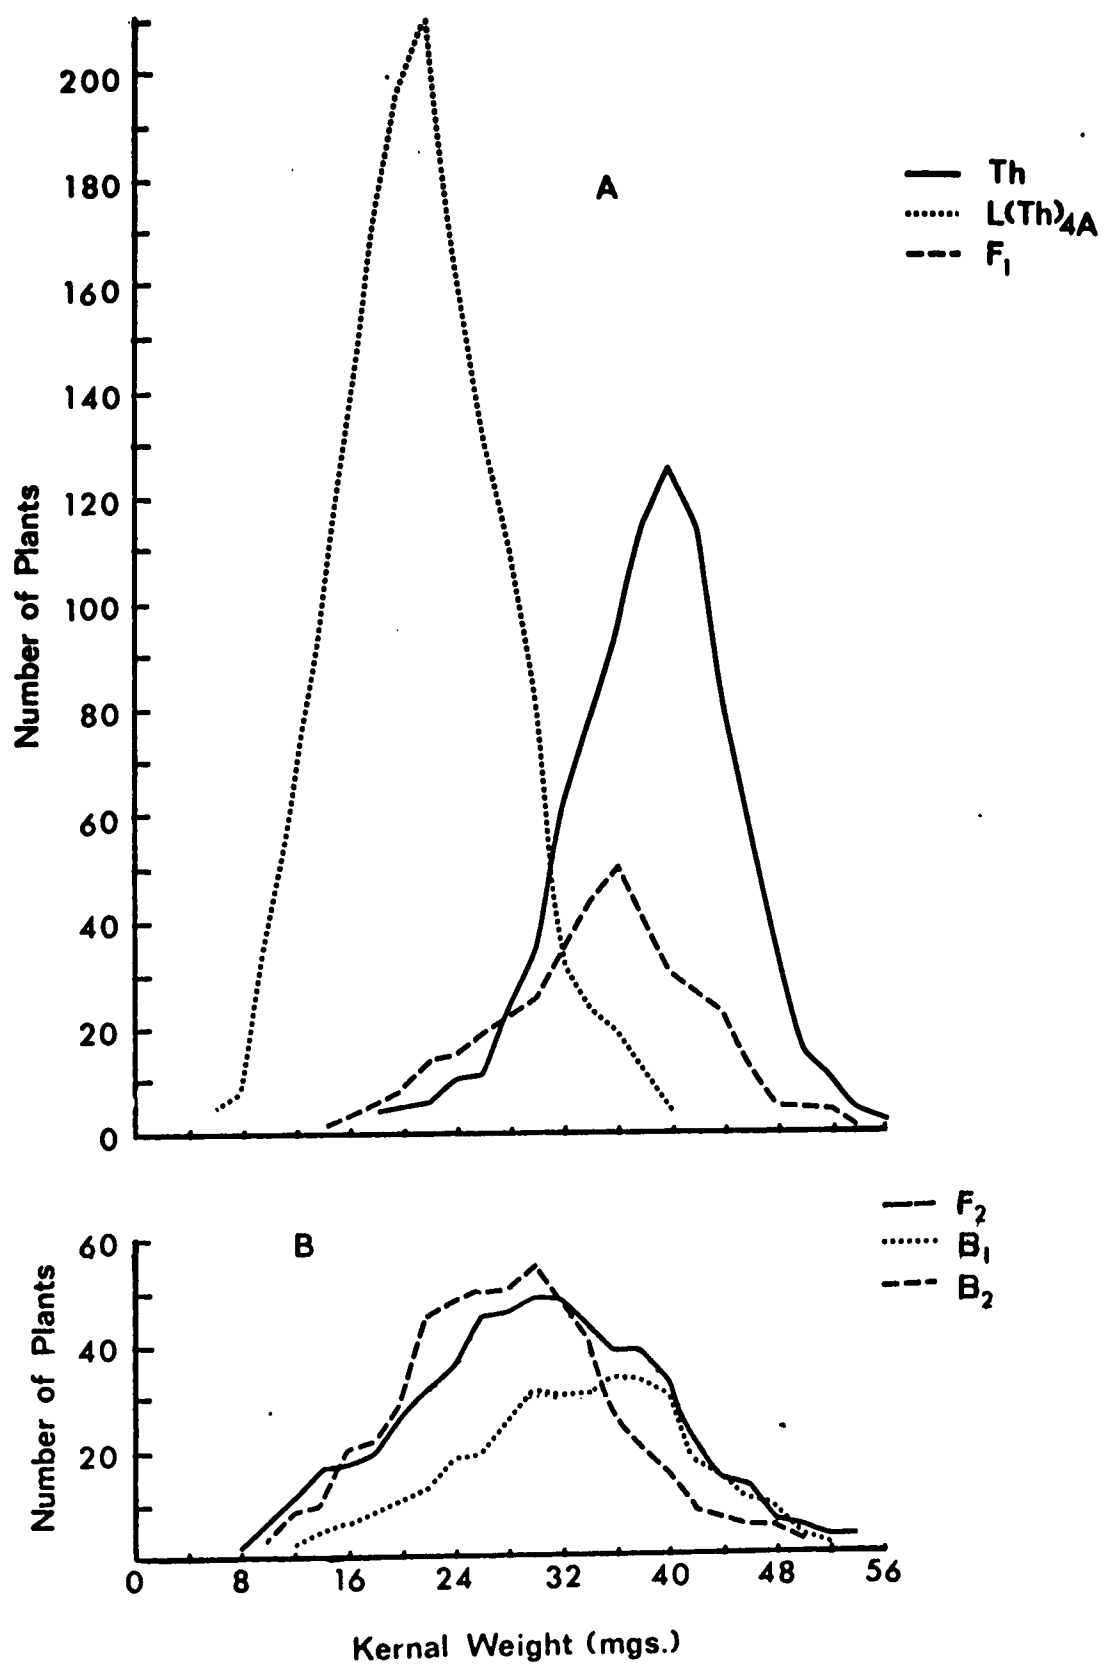 200
180
160
140
120
100
80
60
40
20
0
Number of Plants
A
Th
L(Th)4A
F1
60
40
20
Number of Plants
B
F2
B1
B2
0 8 16 24 32 40 48 56
Kernal Weight (mgs.)